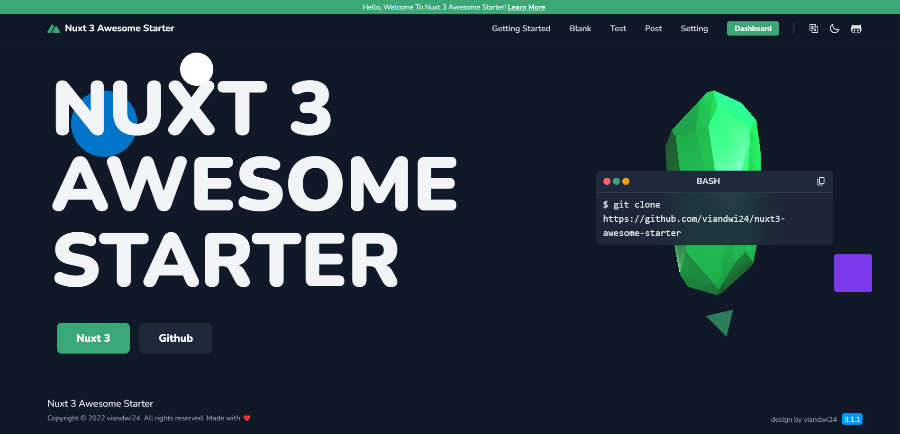 Hello, Welcome To Nuxt 3 Awesome Starter! Learn More
Nuxt 3 Awesome Starter
Getting Started
Blank
Test
Post
Setting
Dashboard
NUXT 3
AWESOME
STARTER
BASH
$ git clone
https://github.com/viandwi24/nuxt3-
awesome-starter
Nuxt 3
Github
Nuxt 3 Awesome Starter
Copyright © 2022 viandwi24. All rights reserved. Made with ❤️
design by viandwi24
3.1.1